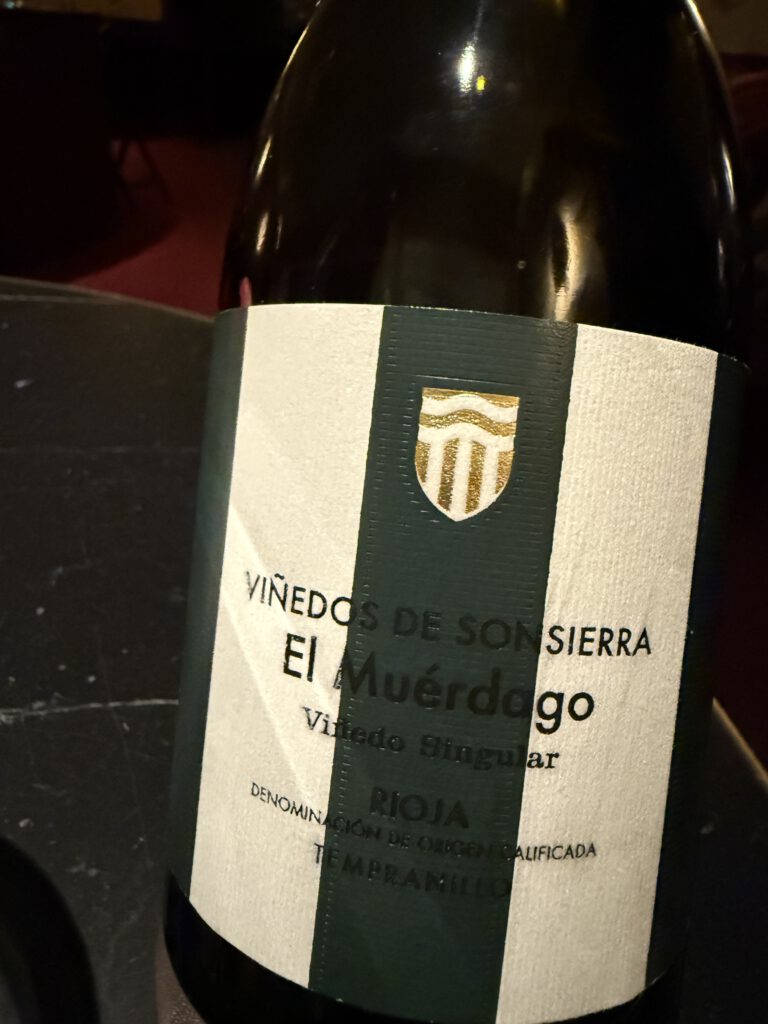 VIÑEDOS DE SONSIERRA
El Muérdago
Viñedo Singular
RIOJA
DENOMINACIÓN DE ORIGEN CALIFICADA
TEMPRANILLO